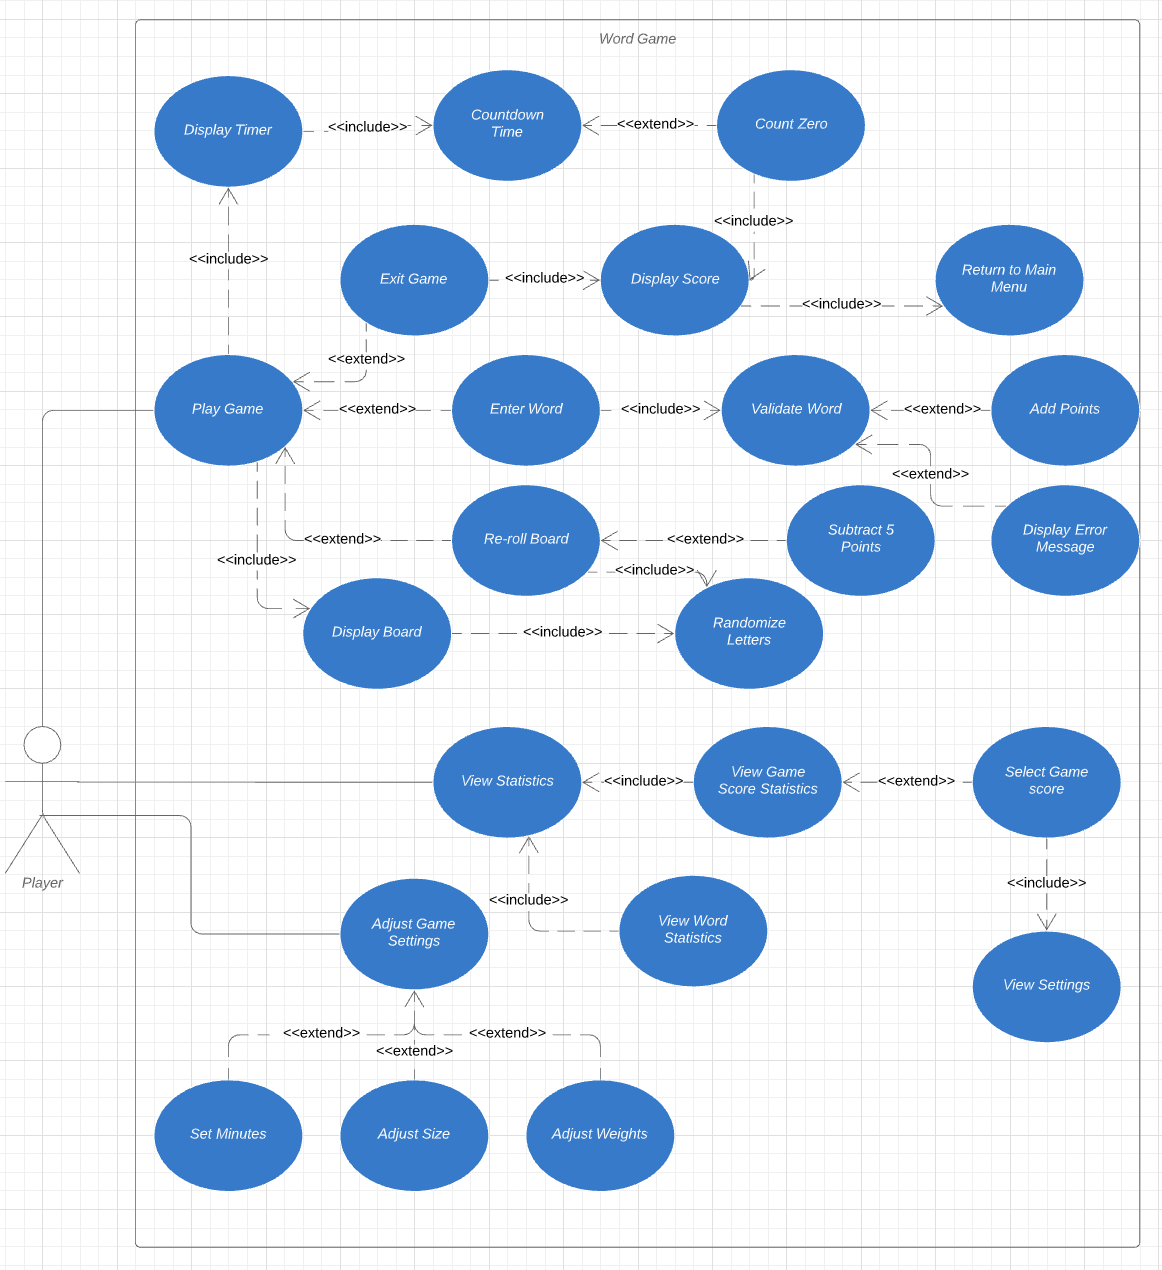 Word Game
Display Timer
<<include>>
Countdown
Time
<<extend>>
Count Zero
<<include>>
<<include>>
Exit Game
<<include>>
Display Score
<<include>>
Return to Main
Menu
<<extend>>
Play Game
<<extend>>
Enter Word
<<include>>
Validate Word
<<extend>>
Add Points
<<extend>>
<<extend>>
Re-roll Board
<<extend>>
Subtract 5
Points
Display Error
Message
<<include>>
<<include>>
Display Board
<<include>>
Randomize
Letters
View Statistics
<<include>>
View Game
Score Statistics
<<extend>>
Select Game
score
Player
<<include>>
<<include>>
Adjust Game
Settings
View Word
Statistics
View Settings
<<extend>>
<<extend>>
<<extend>>
Set Minutes
Adjust Size
Adjust Weights